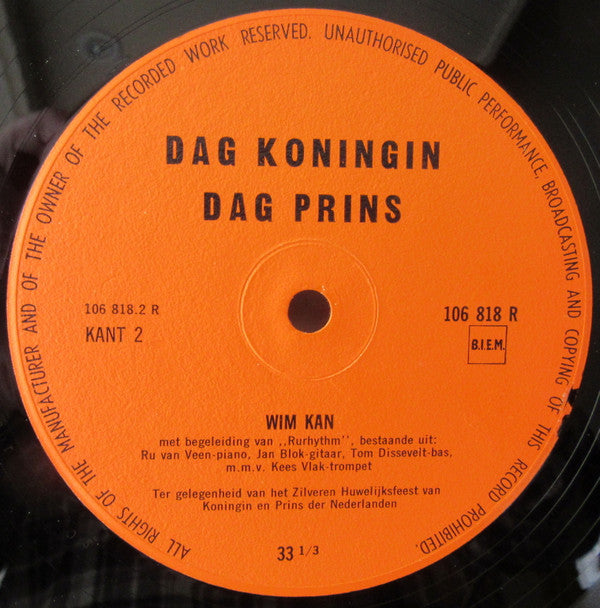 ALL RIGHTS OF THE MANUFACTURER AND OF THE OWNER OF THE RECORDED WORK RESERVED. UNAUTHORISED PUBLIC PERFORMANCE, BROADCASTING AND COPYING OF THIS RECORD PROHIBITED.
DAG KONINGIN
DAG PRINS
106 818.2 R
KANT 2
106 818 R
B.I.E.M.
WIM KAN
met begeleiding van ,,Rurhythm'', bestaande uit:
Ru van Veen-piano, Jan Blok-gitaar, Tom Dissevelt-bas,
m.m.v. Kees Vlak-trompet
Ter gelegenheid van het Zilveren Huwelijksfeest van
Koningin en Prins der Nederlanden
33 1/3